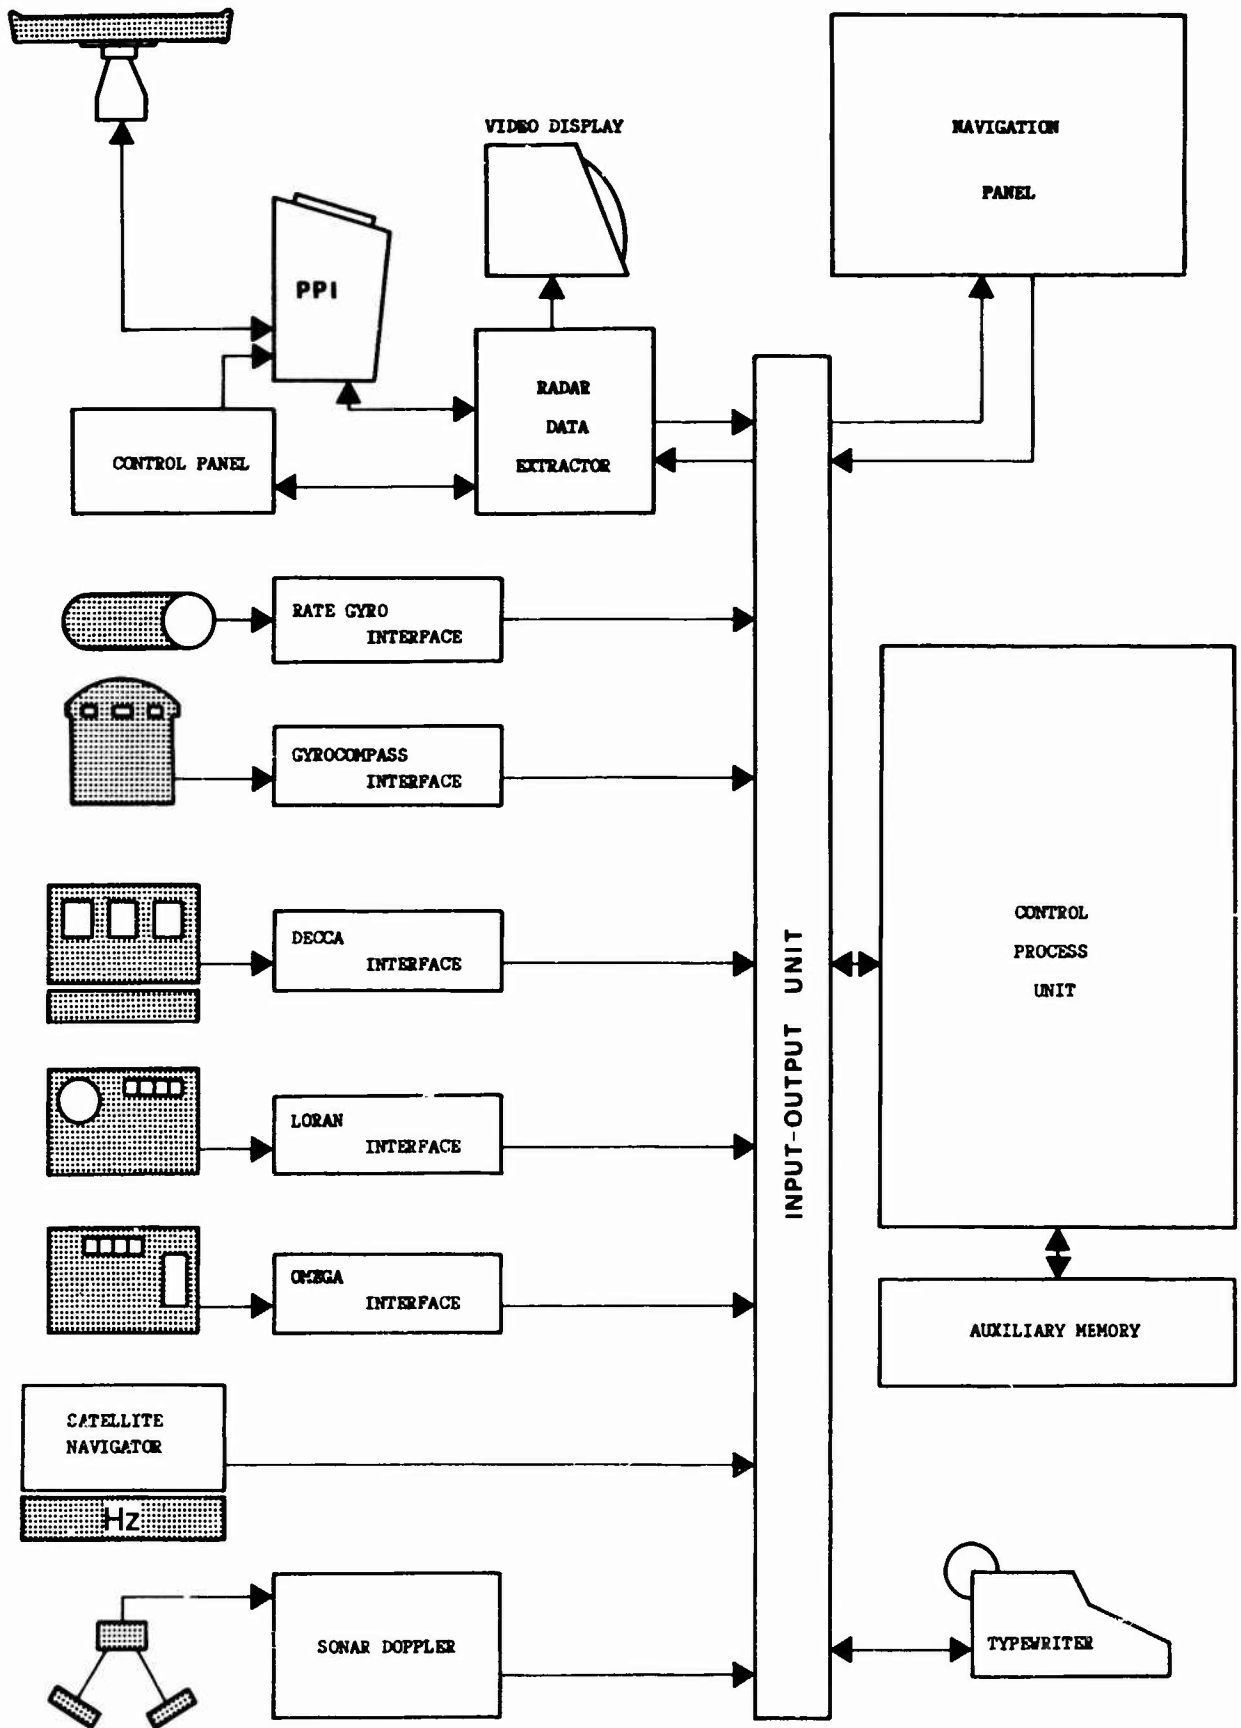 VIDEO DISPLAY
NAVIGATION
PANEL
PPI
RADAR
DATA
EXTRACTOR
CONTROL PANEL
RATE GYRO
INTERFACE
GYROCOMPASS
INTERFACE
DECCA
INTERFACE
CONTROL
PROCESS
UNIT
INPUT-OUTPUT UNIT
LORAN
INTERFACE
OMEGA
INTERFACE
AUXILIARY MEMORY
SATELLITE
NAVIGATOR
Hz
SONAR DOPPLER
TYPEWRITER